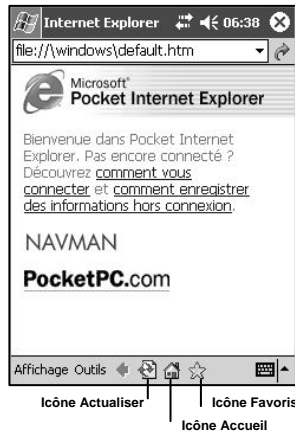 Internet Explorer 06:38
file://\windows\default.htm
Microsoft®
Pocket Internet Explorer
Bienvenue dans Pocket Internet
Explorer. Pas encore connecté ?
Découvrez comment vous
connecter et comment enregistrer
des informations hors connexion.
NAVMAN
PocketPC.com
Affichage Outils
Icône Actualiser
Icône Favoris
Icône Accueil